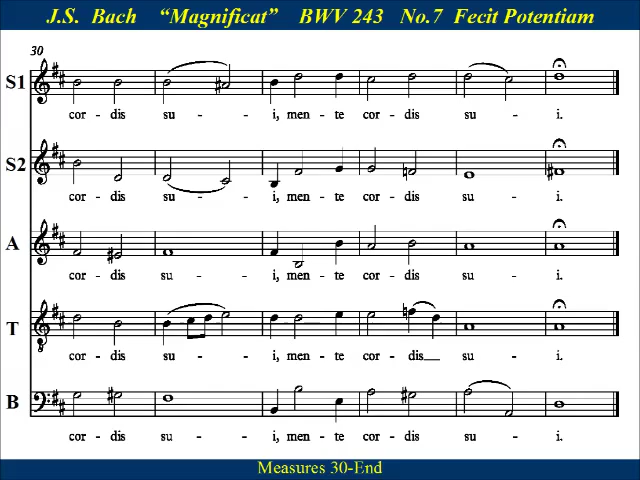 J.S. Bach “Magnificat” BWV 243 No.7 Fecit Potentiam
30
S1
cor - dis su - - i, men - te cor - dis su - i.
S2
cor - dis su - - i, men - te cor - dis su - i.
A
cor - dis su - - i, men - te cor - dis su - i.
T
8
cor - dis su - - i, men - te cor - dis su - i.
B
cor - dis su - - i, men - te cor - dis su - i.
Measures 30-End